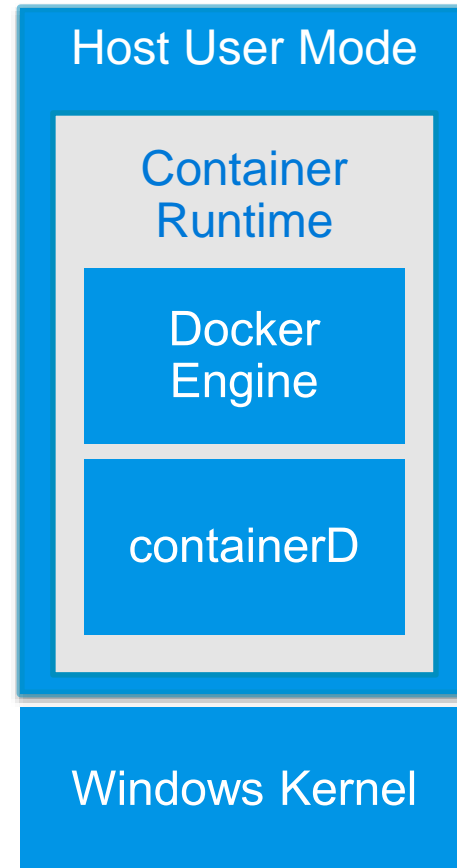 Host User Mode
Container
Runtime
Docker
Engine
containerD
Windows Kernel